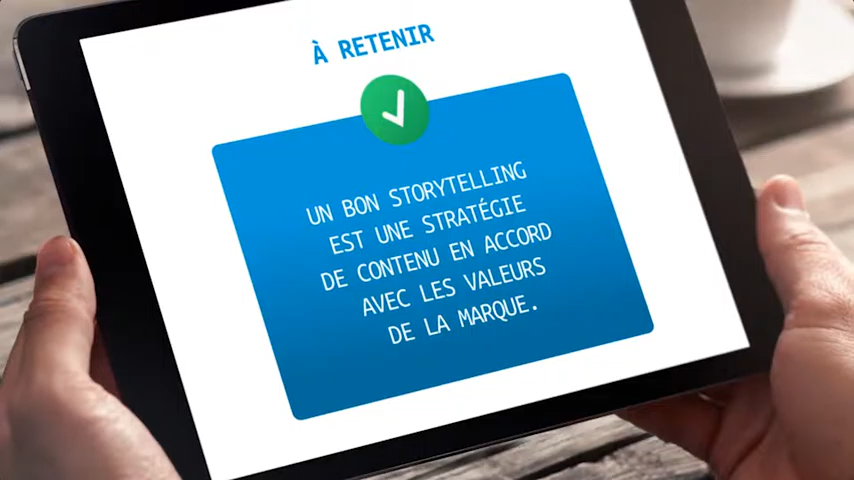 À RETENIR
UN BON STORYTELLING
EST UNE STRATÉGIE
DE CONTENU EN ACCORD
AVEC LES VALEURS
DE LA MARQUE.